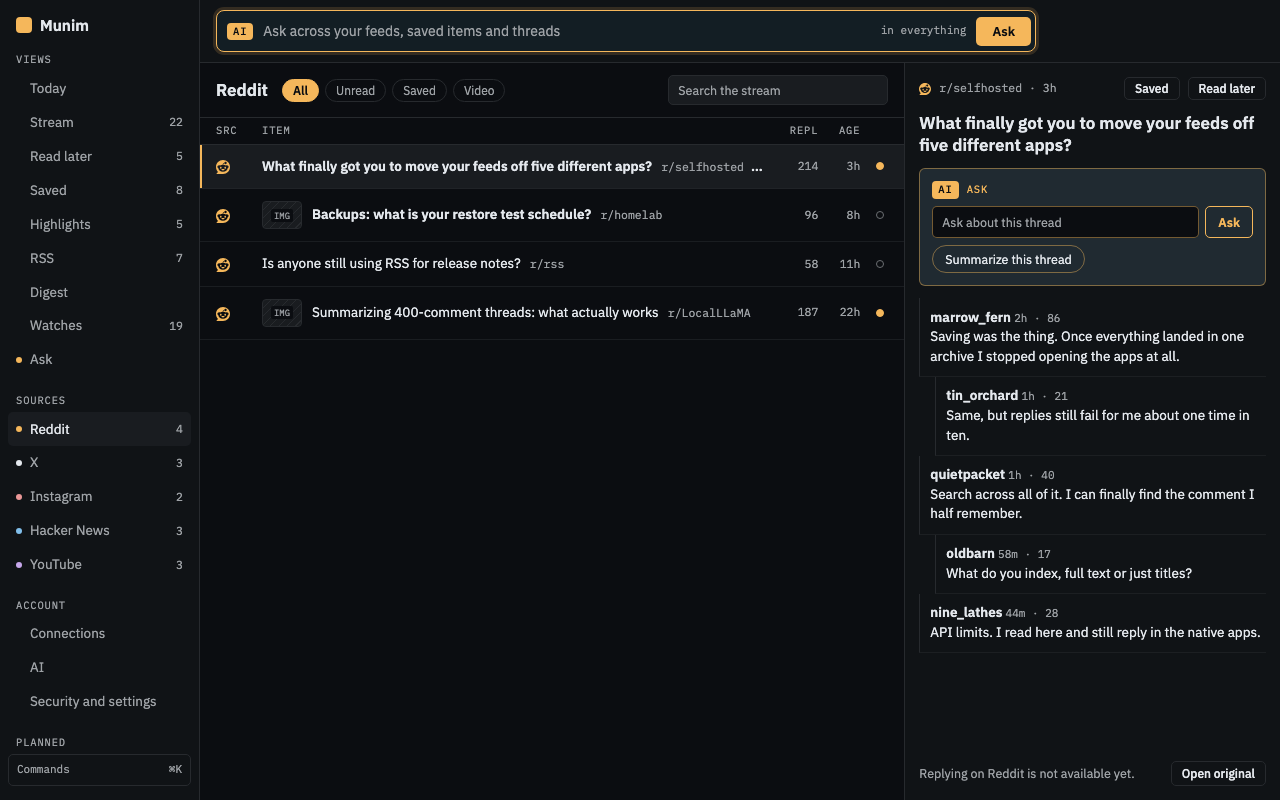 Munim
VIEWS
Today
Stream 22
Read later 5
Saved 8
Highlights 5
RSS 7
Digest
Watches 19
Ask
SOURCES
Reddit 4
X 3
Instagram 2
Hacker News 3
YouTube 3
ACCOUNT
Connections
AI
Security and settings
PLANNED
Commands ⌘K
AI Ask across your feeds, saved items and threads in everything Ask
Reddit All Unread Saved Video Search the stream
SRC ITEM REPL AGE
What finally got you to move your feeds off five different apps? r/selfhosted ... 214 3h
IMG Backups: what is your restore test schedule? r/homelab 96 8h
Is anyone still using RSS for release notes? r/rss 58 11h
IMG Summarizing 400-comment threads: what actually works r/LocalLLaMA 187 22h
r/selfhosted · 3h Saved Read later
What finally got you to move your feeds off
five different apps?
AI ASK
Ask about this thread Ask
Summarize this thread
marrow_fern 2h · 86
Saving was the thing. Once everything landed in one
archive I stopped opening the apps at all.
tin_orchard 1h · 21
Same, but replies still fail for me about one time in
ten.
quietpacket 1h · 40
Search across all of it. I can finally find the comment I
half remember.
oldbarn 58m · 17
What do you index, full text or just titles?
nine_lathes 44m · 28
API limits. I read here and still reply in the native apps.
Replying on Reddit is not available yet. Open original